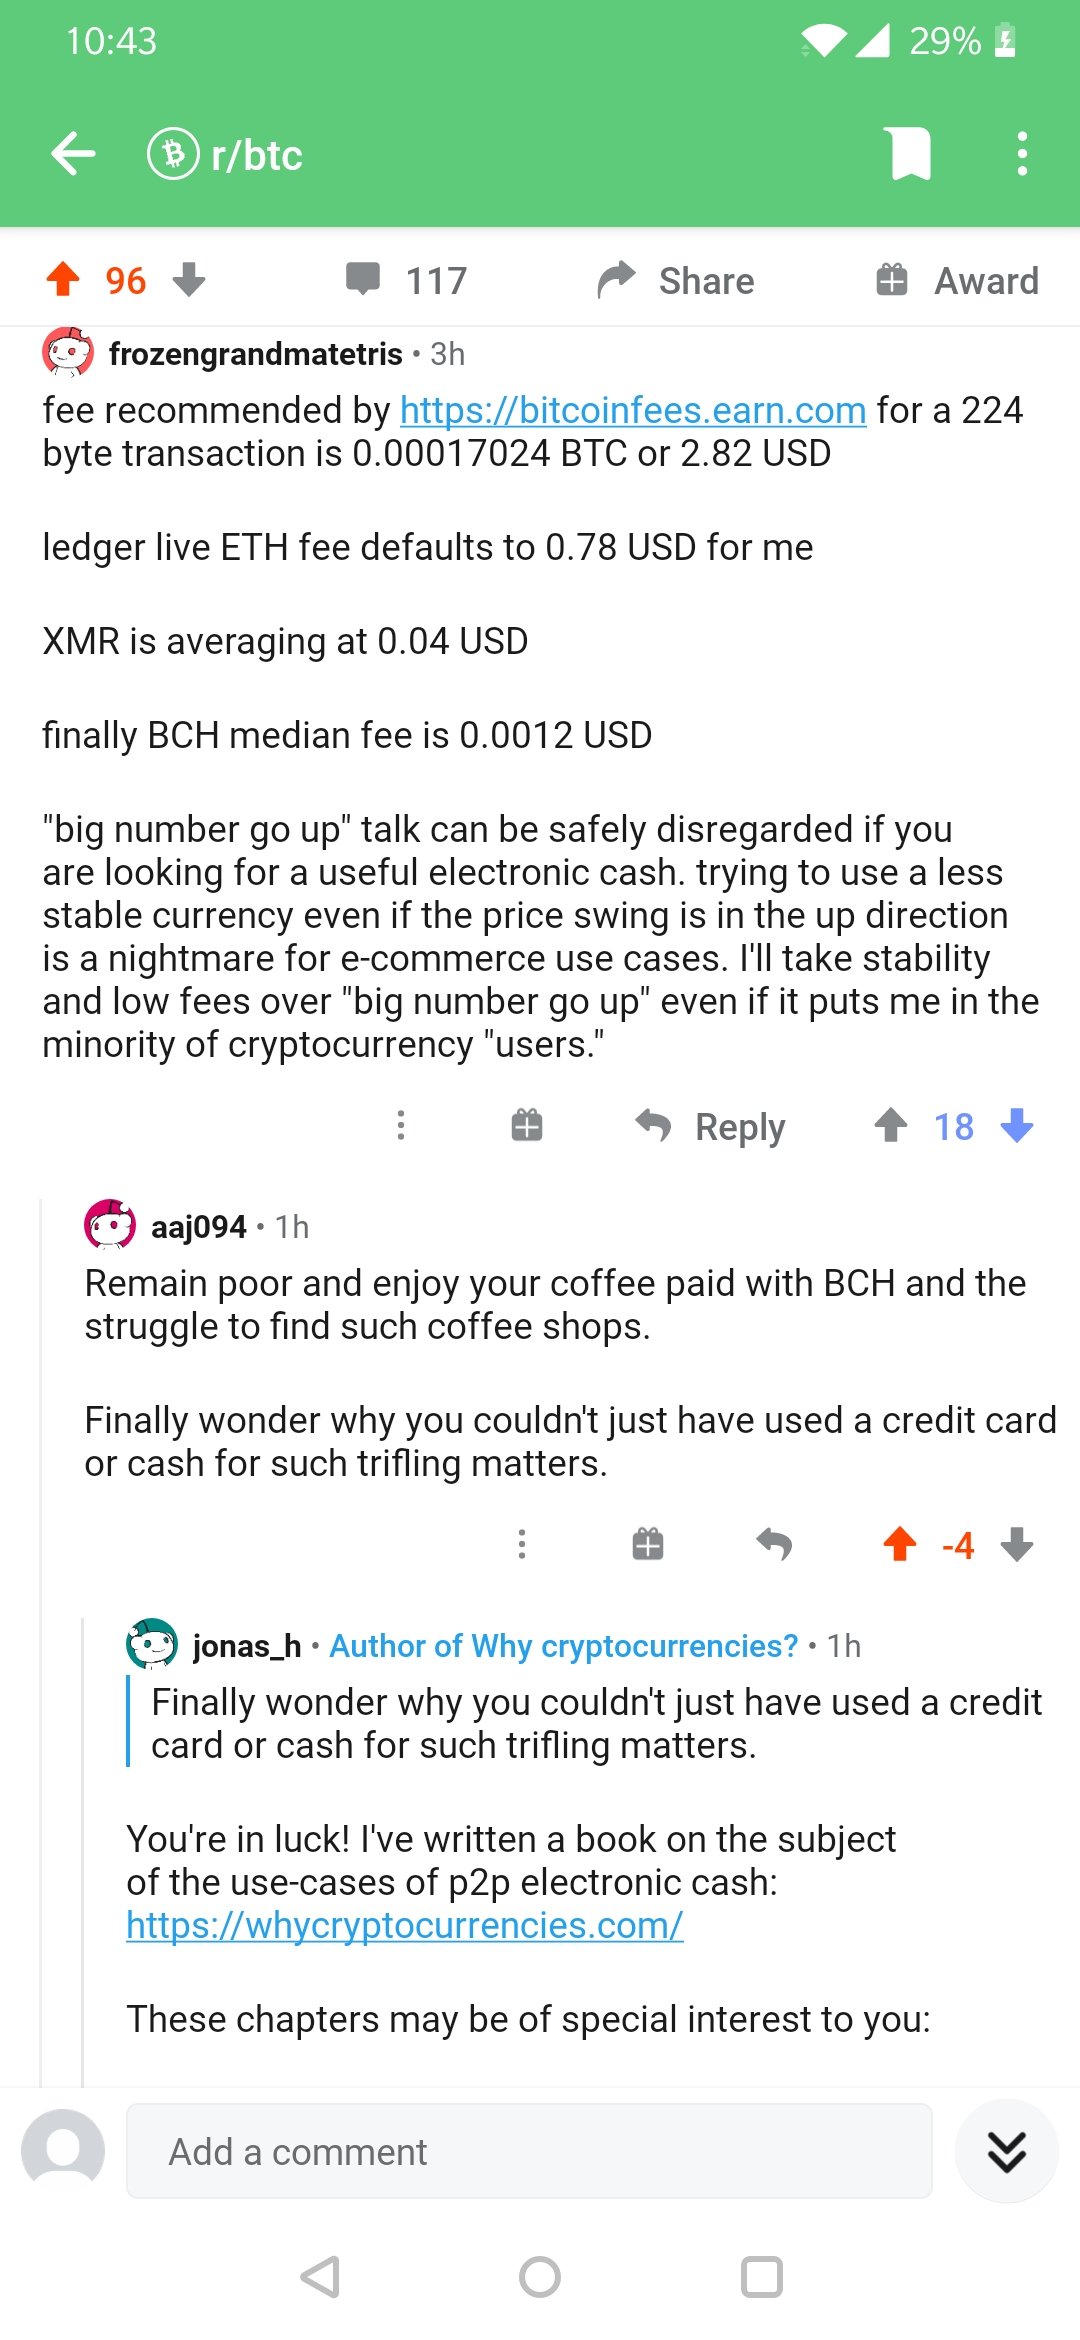 10:43
29%
r/btc
96
117
Share
Award
frozengrandmatetris • 3h
fee recommended by https://bitcoinfees.earn.com for a 224
byte transaction is 0.00017024 BTC or 2.82 USD
ledger live ETH fee defaults to 0.78 USD for me
XMR is averaging at 0.04 USD
finally BCH median fee is 0.0012 USD
"big number go up" talk can be safely disregarded if you
are looking for a useful electronic cash. trying to use a less
stable currency even if the price swing is in the up direction
is a nightmare for e-commerce use cases. I'll take stability
and low fees over "big number go up" even if it puts me in the
minority of cryptocurrency "users."
Reply
18
aaj094 • 1h
Remain poor and enjoy your coffee paid with BCH and the
struggle to find such coffee shops.
Finally wonder why you couldn't just have used a credit card
or cash for such trifling matters.
-4
jonas_h • Author of Why cryptocurrencies? • 1h
Finally wonder why you couldn't just have used a credit
card or cash for such trifling matters.
You're in luck! I've written a book on the subject
of the use-cases of p2p electronic cash:
https://whycryptocurrencies.com/
These chapters may be of special interest to you:
Add a comment